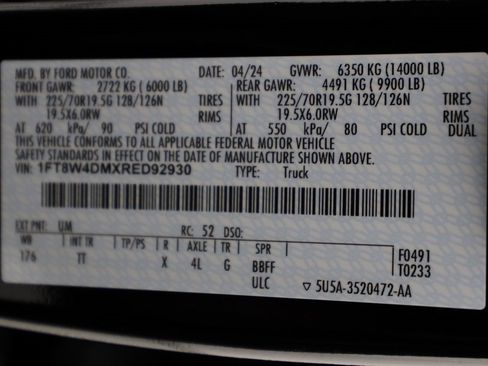 MFD. BY FORD MOTOR CO. DATE: 04/24 GVWR: 6350 KG (14000 LB)
FRONT GAWR: 2722 KG (6000 LB) REAR GAWR: 4491 KG (9900 LB)
WITH 225/70R19.5G 128/126N TIRES WITH 225/70R19.5G 128/126N TIRES
19.5X6.0RW RIMS 19.5X6.0RW RIMS
AT 620 kPa/ 90 PSI COLD AT 550 kPa/ 80 PSI COLD DUAL
THIS VEHICLE CONFORMS TO ALL APPLICABLE FEDERAL MOTOR VEHICLE
SAFETY STANDARDS IN EFFECT ON THE DATE OF MANUFACTURE SHOWN ABOVE.
VIN: 1FT8W4DMXRED92930 TYPE: Truck
EXT PNT: UM RC: 52 DSO:
WB INT TR TP/PS R AXLE TR SPR F0491
176 TT X 4L G BBFF T0233
ULC ▽ 5U5A-3520472-AA